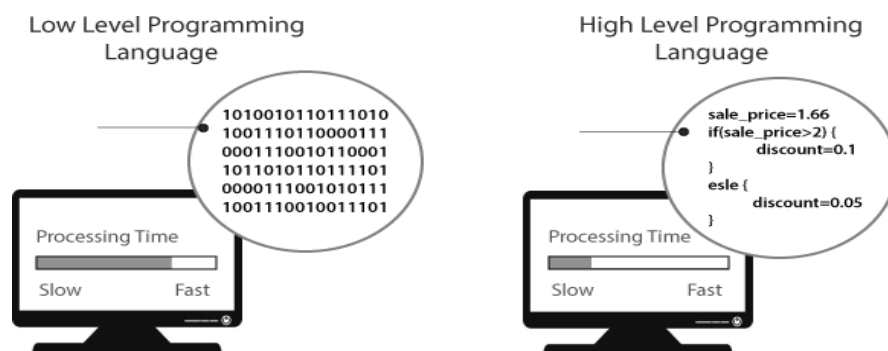 Low Level Programming
Language
1010010110111010
1001110110000111
0001110010110001
1011010110111101
0000111001010111
1001110010011101
Processing Time
Slow Fast
High Level Programming
Language
sale_price=1.66
if(sale_price>2) {
discount=0.1
}
esle {
discount=0.05
}
Processing Time
Slow Fast